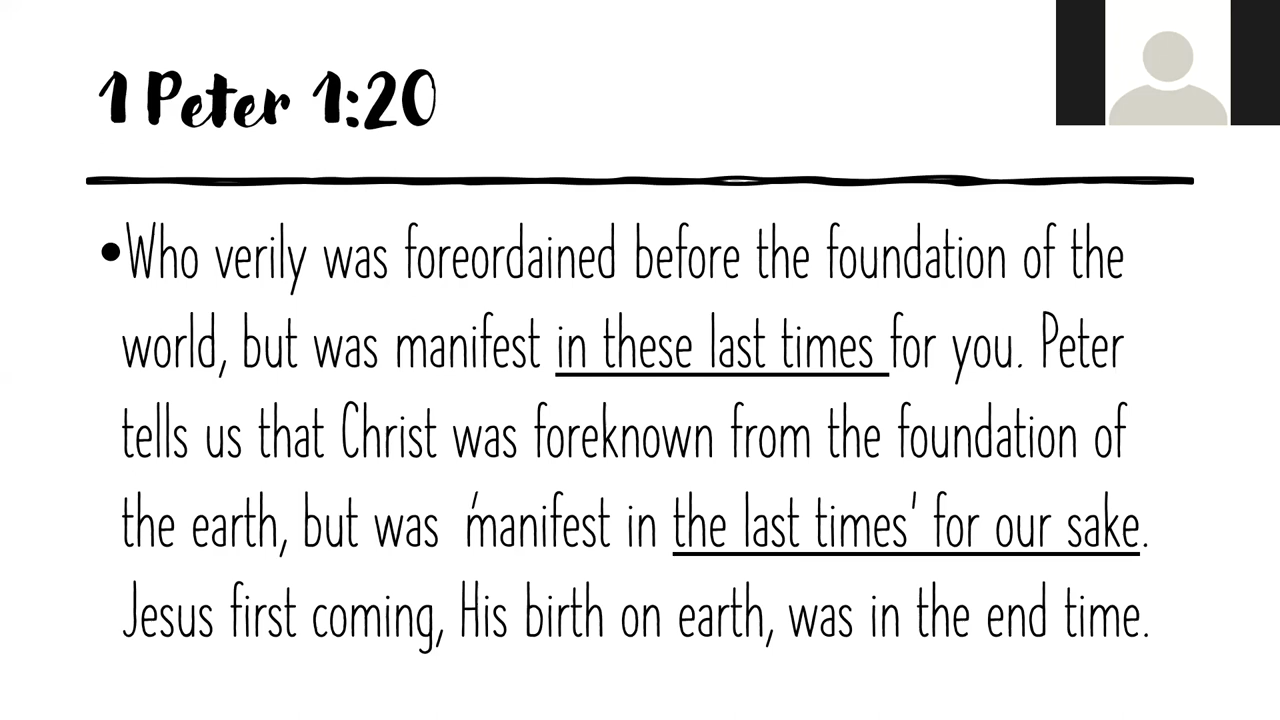 1 Peter 1:20
•Who verily was foreordained before the foundation of the
world, but was manifest in these last times for you. Peter
tells us that Christ was foreknown from the foundation of
the earth, but was 'manifest in the last times' for our sake.
Jesus first coming, His birth on earth, was in the end time.